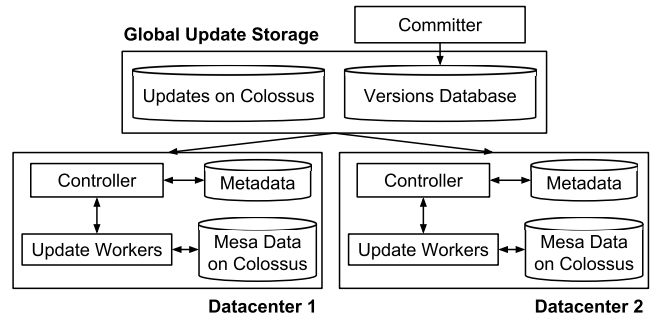 Committer
Global Update Storage
Updates on Colossus
Versions Database
Controller
Metadata
Update Workers
Mesa Data
on Colossus
Datacenter 1
Controller
Metadata
Update Workers
Mesa Data
on Colossus
Datacenter 2